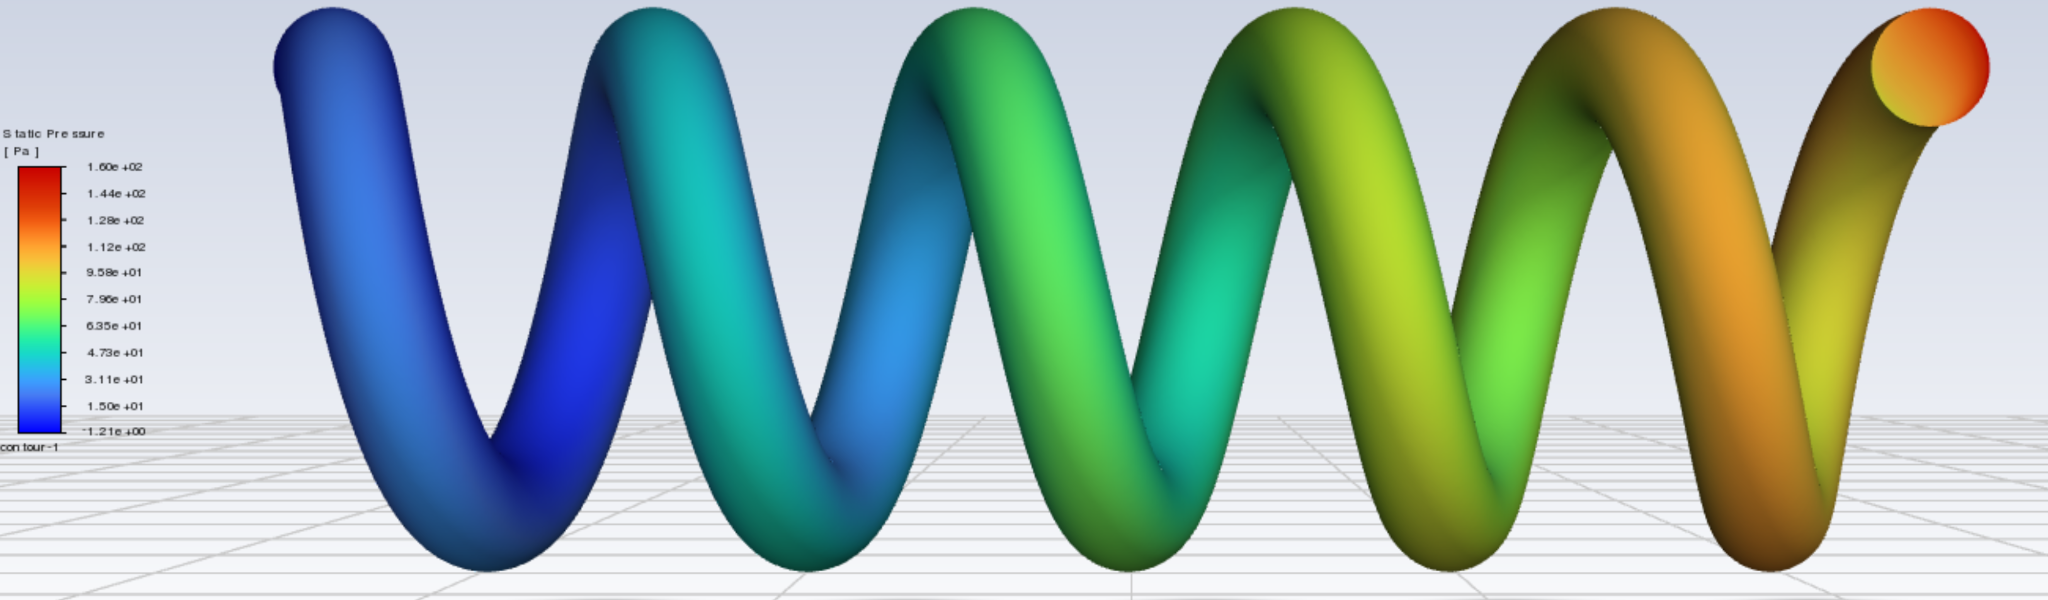 Static Pressure
[ Pa ]
1.60e+02
1.44e+02
1.28e+02
1.12e+02
9.58e+01
7.96e+01
6.35e+01
4.73e+01
3.11e+01
1.50e+01
-1.21e+00
contour-1